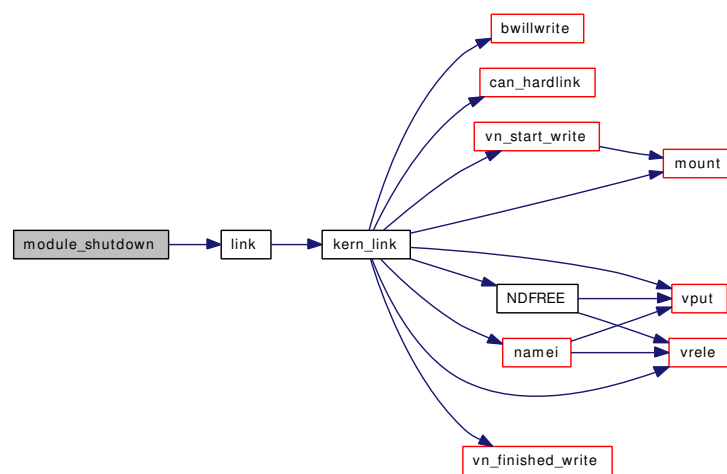 bwillwrite
can_hardlink
vn_start_write
mount
module_shutdown
link
kern_link
NDFREE
vput
namei
vrele
vn_finished_write